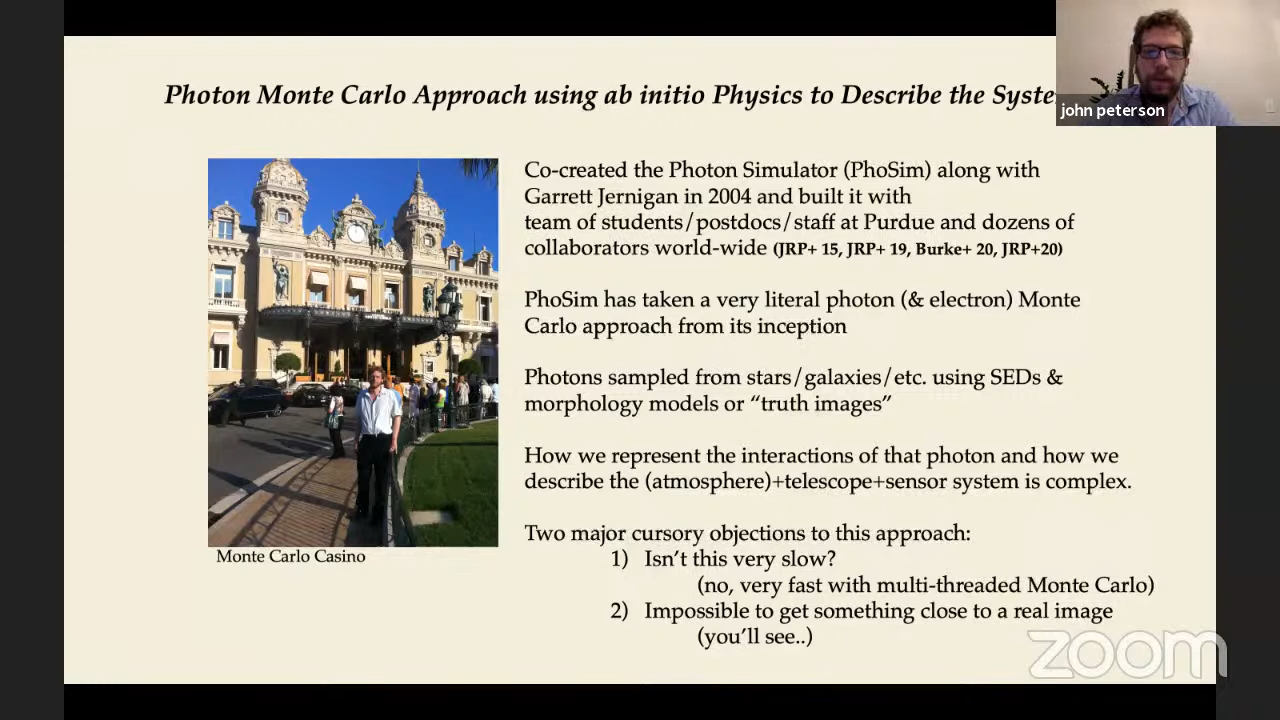 Photon Monte Carlo Approach using ab initio Physics to Describe the
john peterson
Co-created the Photon Simulator (PhoSim) along with
Garrett Jernigan in 2004 and built it with
team of students/postdocs/staff at Purdue and dozens of
collaborators world-wide (JRP+ 15, JRP+ 19, Burke+ 20, JRP+20)
PhoSim has taken a very literal photon (& electron) Monte
Carlo approach from its inception
Photons sampled from stars/galaxies/etc. using SEDs &
morphology models or “truth images”
How we represent the interactions of that photon and how we
describe the (atmosphere)+telescope+sensor system is complex.
Two major cursory objections to this approach:
1) Isn’t this very slow?
(no, very fast with multi-threaded Monte Carlo)
2) Impossible to get something close to a real image
(you’ll see..)
Monte Carlo Casino
zoom